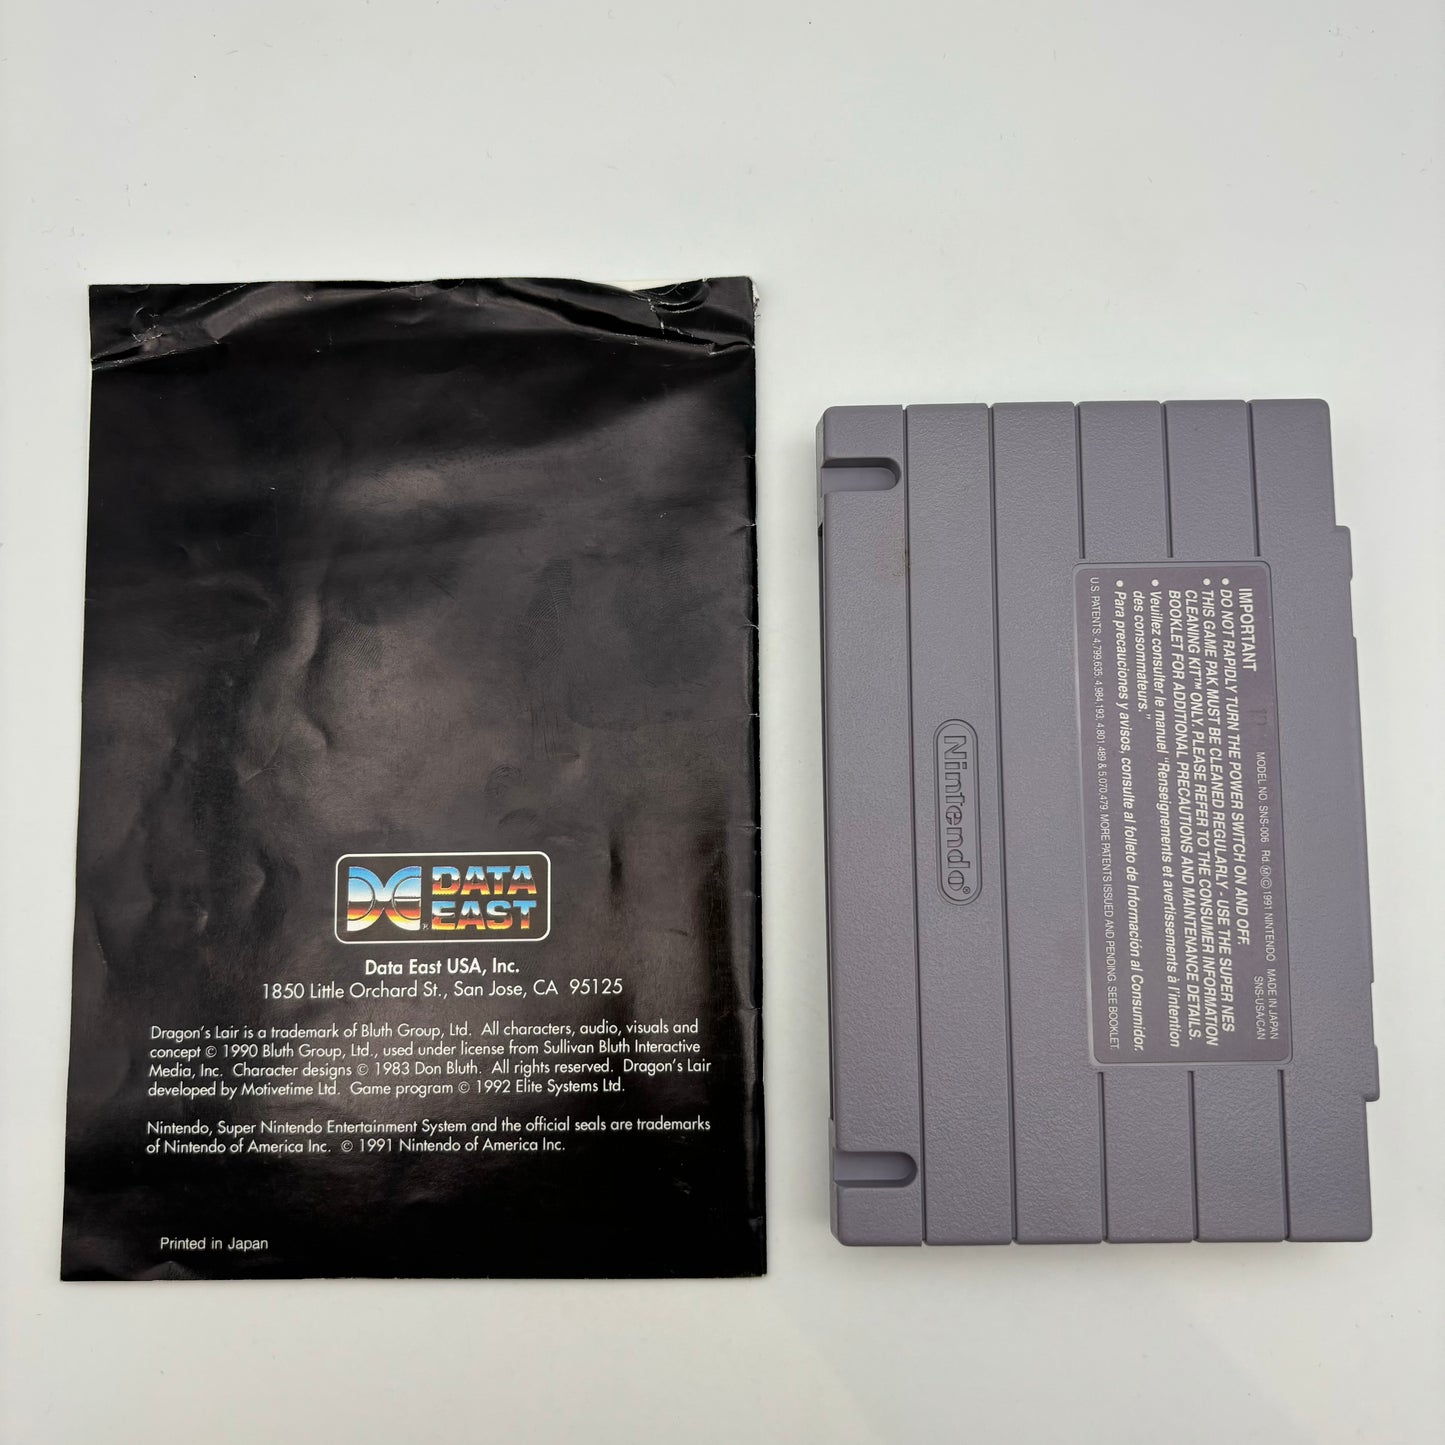 DATA
EAST
Data East USA, Inc.
1850 Little Orchard St., San Jose, CA 95125
Dragon's Lair is a trademark of Bluth Group, Ltd. All characters, audio, visuals and
concept © 1990 Bluth Group, Ltd., used under license from Sullivan Bluth Interactive
Media, Inc. Character designs © 1983 Don Bluth. All rights reserved. Dragon's Lair
developed by Motivetime Ltd. Game program © 1992 Elite Systems Ltd.
Nintendo, Super Nintendo Entertainment System and the official seals are trademarks
of Nintendo of America Inc. © 1991 Nintendo of America Inc.
Printed in Japan
Nintendo®
MODEL NO. SNS-006 Rd. Ⓜ © 1991 NINTENDO MADE IN JAPAN
SNS-USA/CAN
IMPORTANT
• DO NOT RAPIDLY TURN THE POWER SWITCH ON AND OFF.
• THIS GAME PAK MUST BE CLEANED REGULARLY - USE THE SUPER NES
CLEANING KIT™ ONLY. PLEASE REFER TO THE CONSUMER INFORMATION
BOOKLET FOR ADDITIONAL PRECAUTIONS AND MAINTENANCE DETAILS.
• Veuillez consulter le manuel “Renseignements et avertissements à l'intention
des consommateurs.”
• Para precauciones y avisos, consulte al folleto de Información al Consumidor.
U.S. PATENTS: 4,799,635; 4,984,193; 4,801,489 & 5,070,479. MORE PATENTS ISSUED AND PENDING. SEE BOOKLET.